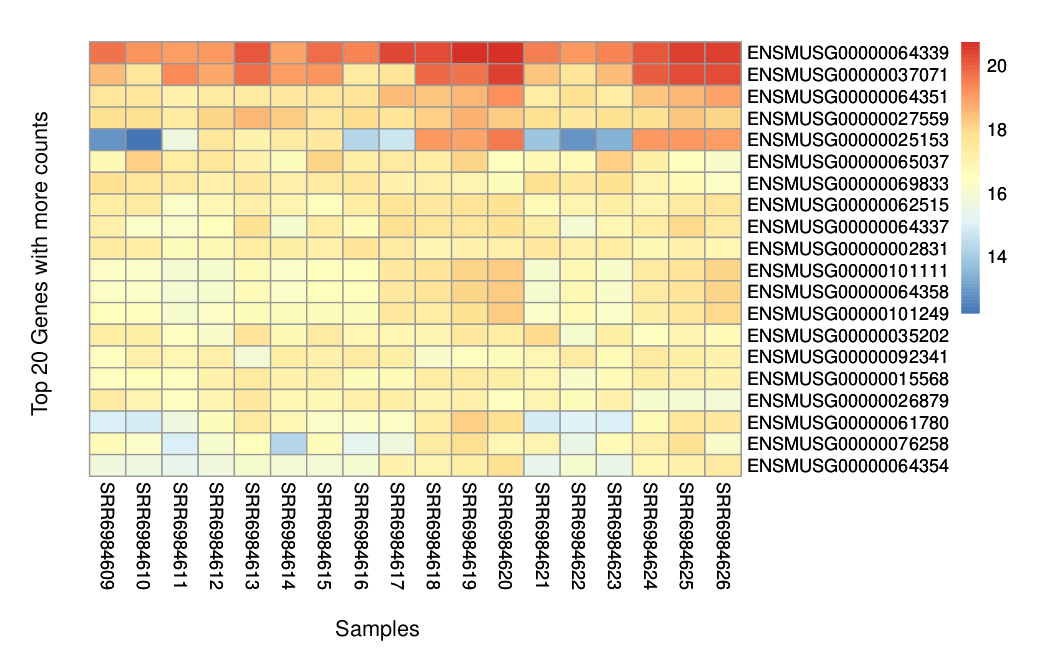 Top 20 Genes with more counts
ENSMUSG00000064339
ENSMUSG00000037071
ENSMUSG00000064351
ENSMUSG00000027559
ENSMUSG00000025153
ENSMUSG00000065037
ENSMUSG00000069833
ENSMUSG00000062515
ENSMUSG00000064337
ENSMUSG00000002831
ENSMUSG00000101111
ENSMUSG00000064358
ENSMUSG00000101249
ENSMUSG00000035202
ENSMUSG00000092341
ENSMUSG00000015568
ENSMUSG00000026879
ENSMUSG00000061780
ENSMUSG00000076258
ENSMUSG00000064354
20
18
16
14
SRR6984609
SRR6984610
SRR6984611
SRR6984612
SRR6984613
SRR6984614
SRR6984615
SRR6984616
SRR6984617
SRR6984618
SRR6984619
SRR6984620
SRR6984621
SRR6984622
SRR6984623
SRR6984624
SRR6984625
SRR6984626
Samples